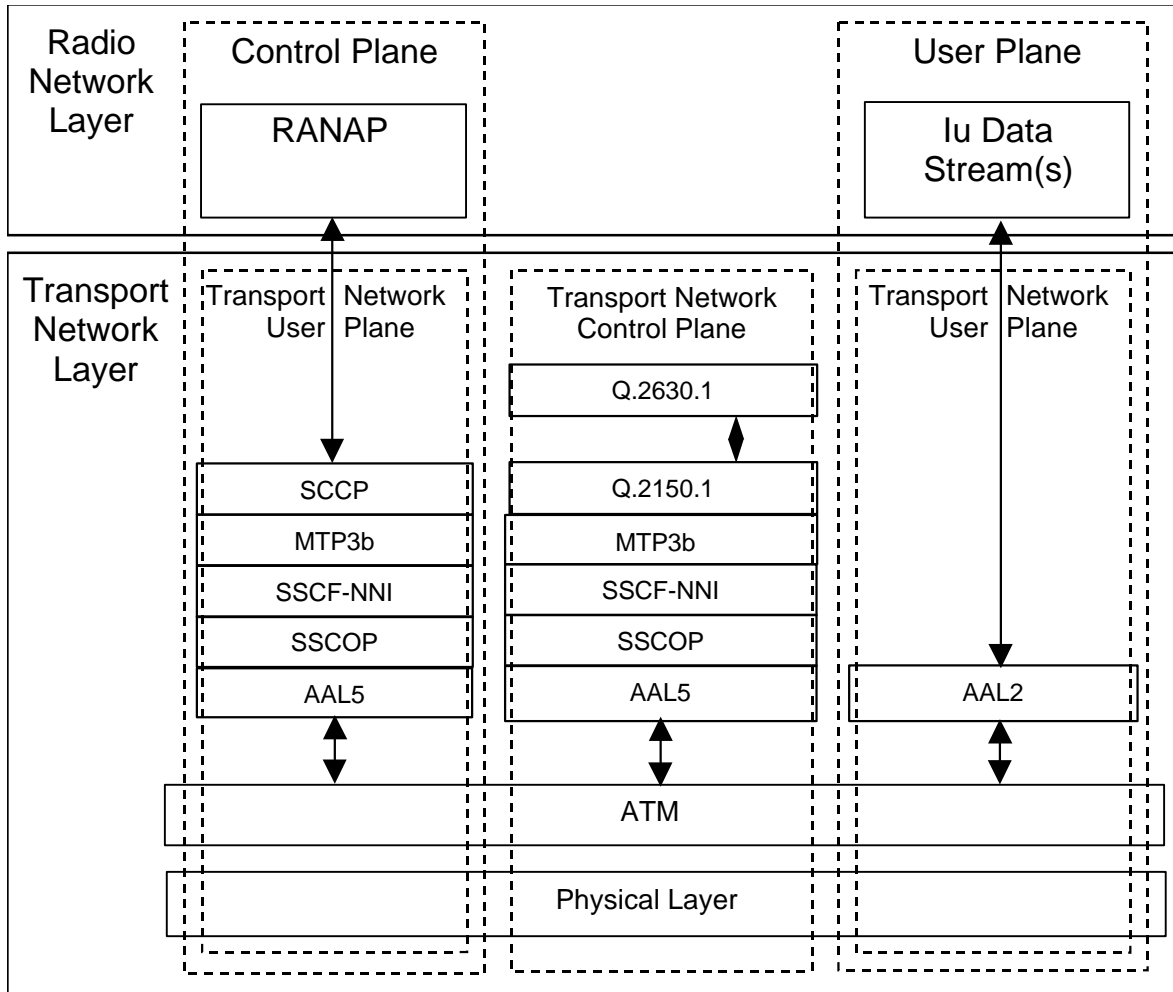 Radio
Network
Layer
Control Plane
User Plane
RANAP
Iu Data
Stream(s)
Transport
Network
Layer
Transport Network
User Plane
Transport Network
Control Plane
Transport Network
User Plane
Q.2630.1
SCCP
MTP3b
SSCF-NNI
SSCOP
AAL5
Q.2150.1
MTP3b
SSCF-NNI
SSCOP
AAL5
AAL2
ATM
Physical Layer